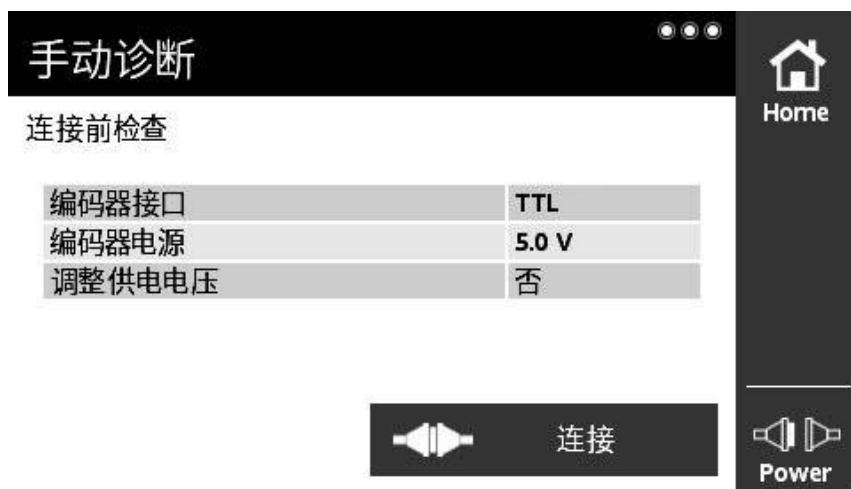 手动诊断
Home
连接前检查
编码器接口 TTL
编码器电源 5.0 V
调整供电电压 否
连接
Power